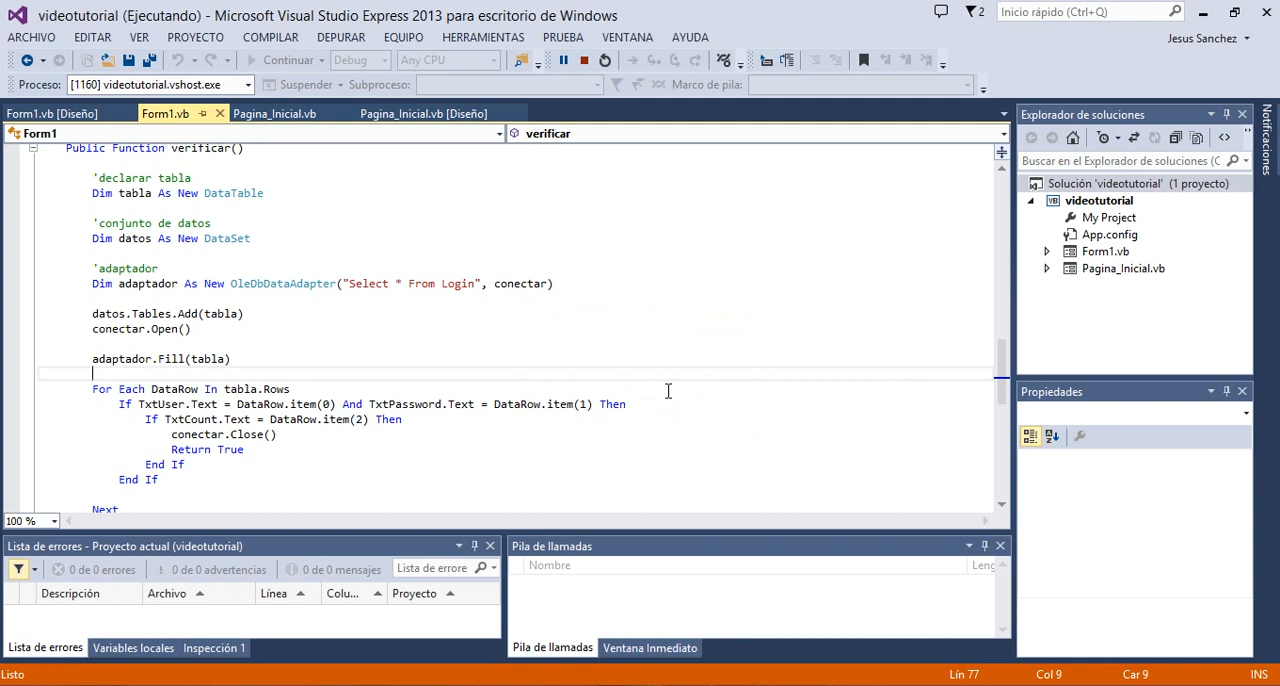 videotutorial (Ejecutando) - Microsoft Visual Studio Express 2013 para escritorio de Windows
2
Inicio rápido (Ctrl+Q)
ARCHIVO EDITAR VER PROYECTO COMPILAR DEPURAR EQUIPO HERRAMIENTAS PRUEBA VENTANA AYUDA
Jesus Sanchez
Continuar Debug Any CPU
Proceso: [1160] videotutorial.vshost.exe Suspender Subproceso: Marco de pila:
Form1.vb [Diseño] Form1.vb Pagina_Inicial.vb Pagina_Inicial.vb [Diseño]
Form1 verificar
Public Function verificar()
'declarar tabla
Dim tabla As New DataTable
'conjunto de datos
Dim datos As New DataSet
'adaptador
Dim adaptador As New OleDbDataAdapter("Select * From Login", conectar)
datos.Tables.Add(tabla)
conectar.Open()
adaptador.Fill(tabla)
For Each DataRow In tabla.Rows
If TxtUser.Text = DataRow.item(0) And TxtPassword.Text = DataRow.item(1) Then
If TxtCount.Text = DataRow.item(2) Then
conectar.Close()
Return True
End If
End If
Next
100 %
Explorador de soluciones
Buscar en el Explorador de soluciones (C
Solución 'videotutorial' (1 proyecto)
VB videotutorial
My Project
App.config
Form1.vb
Pagina_Inicial.vb
Notificaciones
Propiedades
Lista de errores - Proyecto actual (videotutorial)
0 de 0 errores 0 de 0 advertencias 0 de 0 mensajes Lista de errore
Descripción Archivo Línea Colu... Proyecto
Lista de errores Variables locales Inspección 1
Pila de llamadas
Nombre Leng
Pila de llamadas Ventana Inmediato
Listo Lín 77 Col 9 Car 9 INS